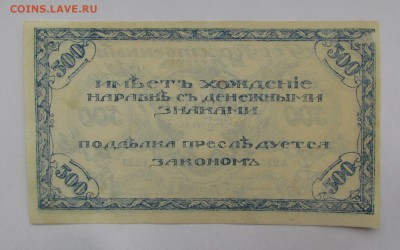 COINS.LAVE.RU
500 500
ИМѢЕТЪ ХОЖДЕНІЕ
НАРАВНѢ СЪ ДЕНЕЖНЫМИ
ЗНАКАМИ
ПОДДѢЛКА ПРЕСЛѢДУЕТСЯ
ЗАКОНОМЪ
500 500